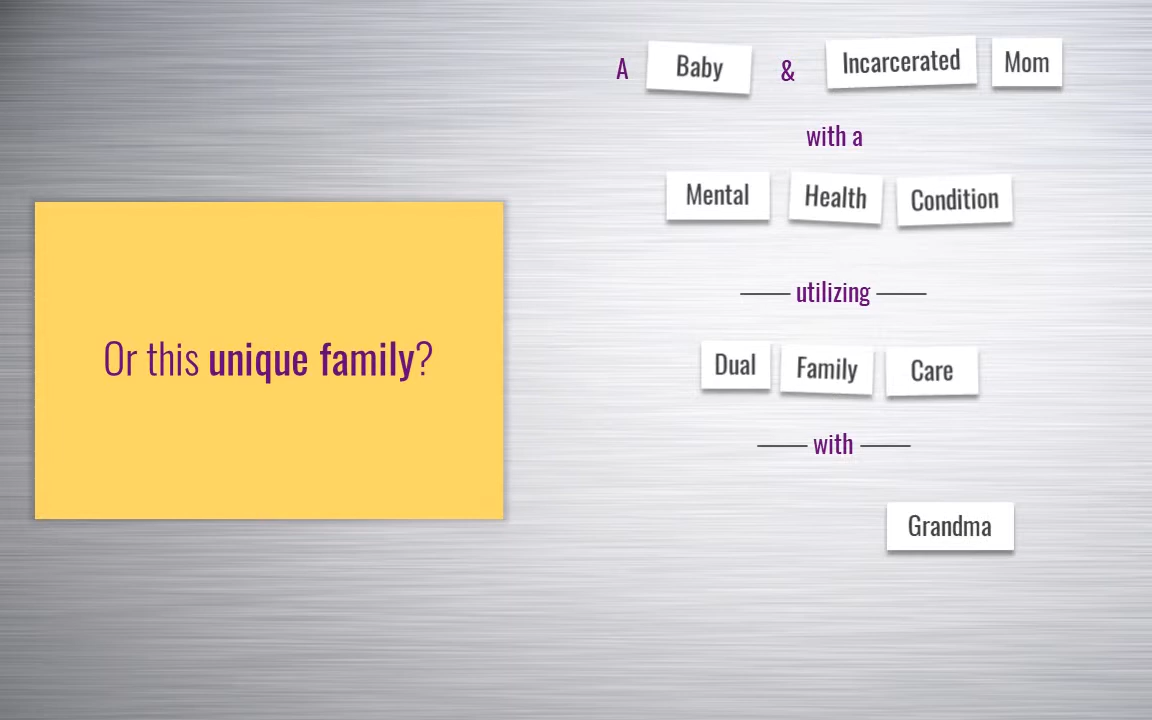 Or this unique family?
A Baby & Incarcerated Mom
with a
Mental Health Condition
utilizing
Dual Family Care
with
Grandma